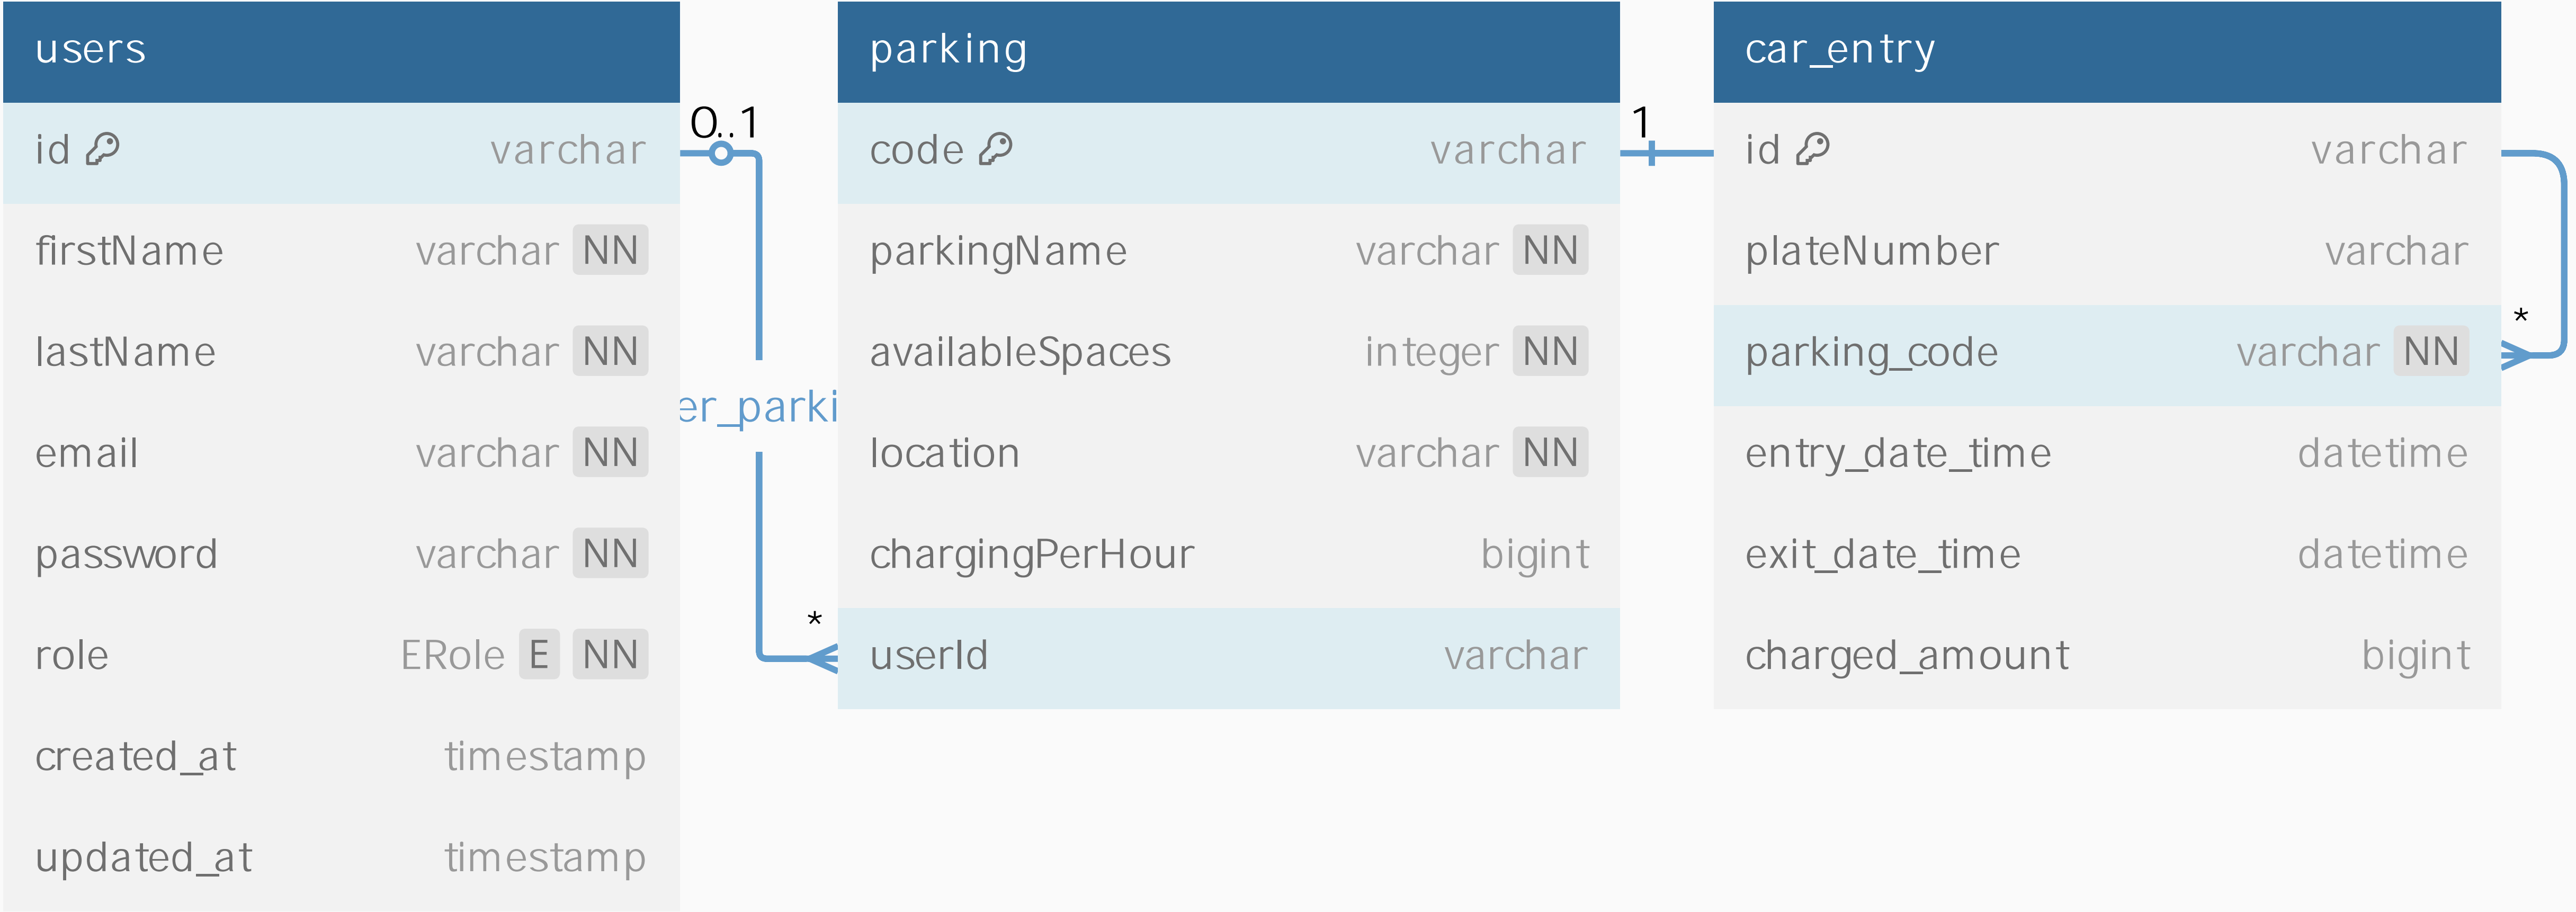 users
id varchar
firstName varchar NN
lastName varchar NN
email varchar NN
password varchar NN
role ERole E NN
created_at timestamp
updated_at timestamp
0..1
er_parki
*
parking
code varchar
parkingName varchar NN
availableSpaces integer NN
location varchar NN
chargingPerHour bigint
userId varchar
1
car_entry
id varchar
plateNumber varchar
parking_code varchar NN
entry_date_time datetime
exit_date_time datetime
charged_amount bigint
*